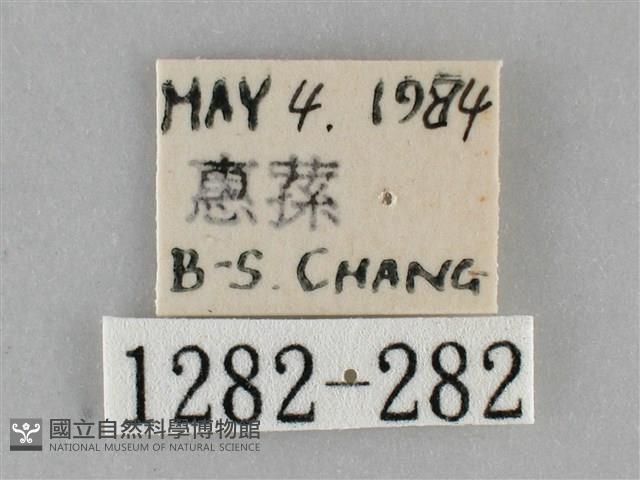 MAY 4. 1984
惠蓀
B-S. CHANG
1282-282
國立自然科學博物館
NATIONAL MUSEUM OF NATURAL SCIENCE